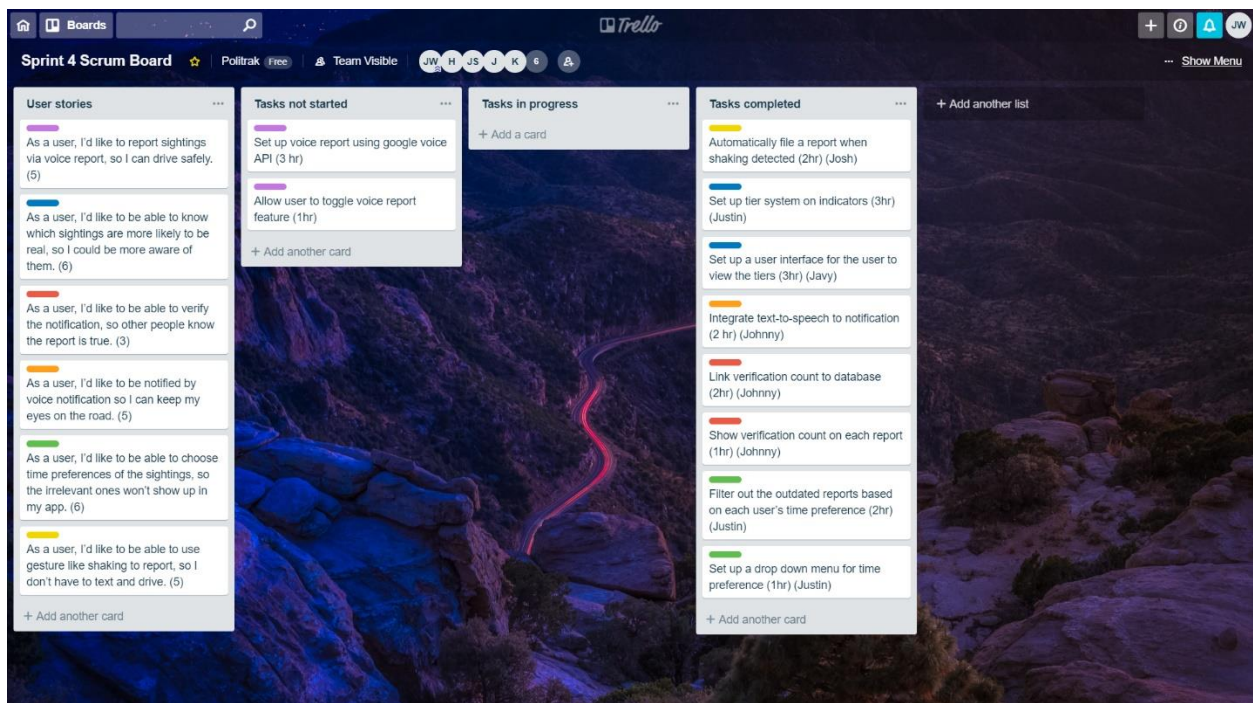 Boards
Trello
JW
Sprint 4 Scrum Board
Politrak Free
Team Visible
JW H JS J K 6
... Show Menu
User stories ...
As a user, I'd like to report sightings
via voice report, so I can drive safely.
(5)
As a user, I'd like to be able to know
which sightings are more likely to be
real, so I could be more aware of
them. (6)
As a user, I'd like to be able to verify
the notification, so other people know
the report is true. (3)
As a user, I'd like to be notified by
voice notification so I can keep my
eyes on the road. (5)
As a user, I'd like to be able to choose
time preferences of the sightings, so
the irrelevant ones won't show up in
my app. (6)
As a user, I'd like to be able to use
gesture like shaking to report, so I
don't have to text and drive. (5)
+ Add another card
Tasks not started ...
Set up voice report using google voice
API (3 hr)
Allow user to toggle voice report
feature (1hr)
+ Add another card
Tasks in progress ...
+ Add a card
Tasks completed ...
Automatically file a report when
shaking detected (2hr) (Josh)
Set up tier system on indicators (3hr)
(Justin)
Set up a user interface for the user to
view the tiers (3hr) (Javy)
Integrate text-to-speech to notification
(2 hr) (Johnny)
Link verification count to database
(2hr) (Johnny)
Show verification count on each report
(1hr) (Johnny)
Filter out the outdated reports based
on each user's time preference (2hr)
(Justin)
Set up a drop down menu for time
preference (1hr) (Justin)
+ Add another card
+ Add another list